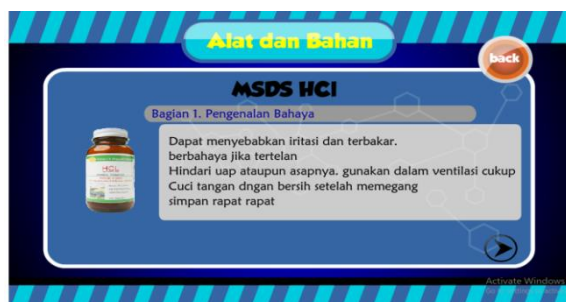 Alat dan Bahan
back
MSDS HCl
Bagian 1. Pengenalan Bahaya
Dapat menyebabkan iritasi dan terbakar.
berbahaya jika tertelan
Hindari uap ataupun asapnya. gunakan dalam ventilasi cukup
Cuci tangan dngan bersih setelah memegang
simpan rapat rapat
Activate Windows